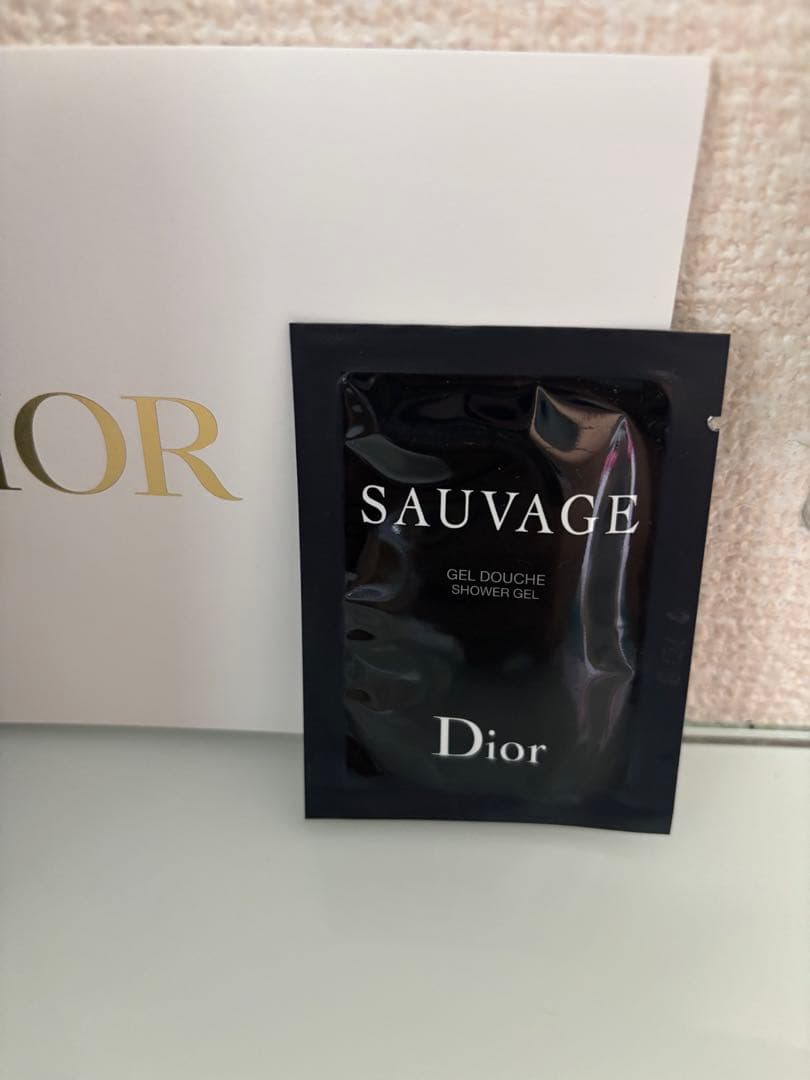 IOR
SAUVAGE
GEL DOUCHE
SHOWER GEL
Dior